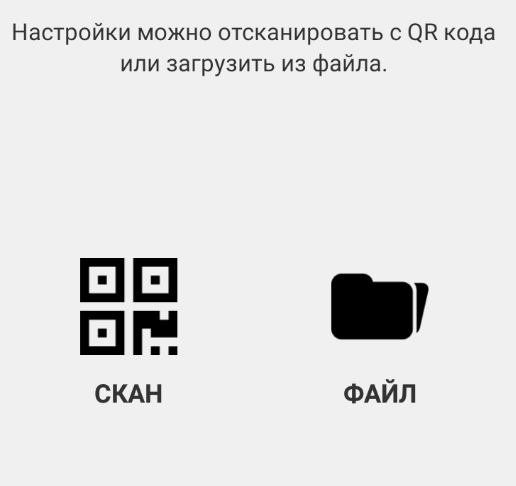 Настройки можно отсканировать с QR кода
или загрузить из файла.
СКАН
ФАЙЛ